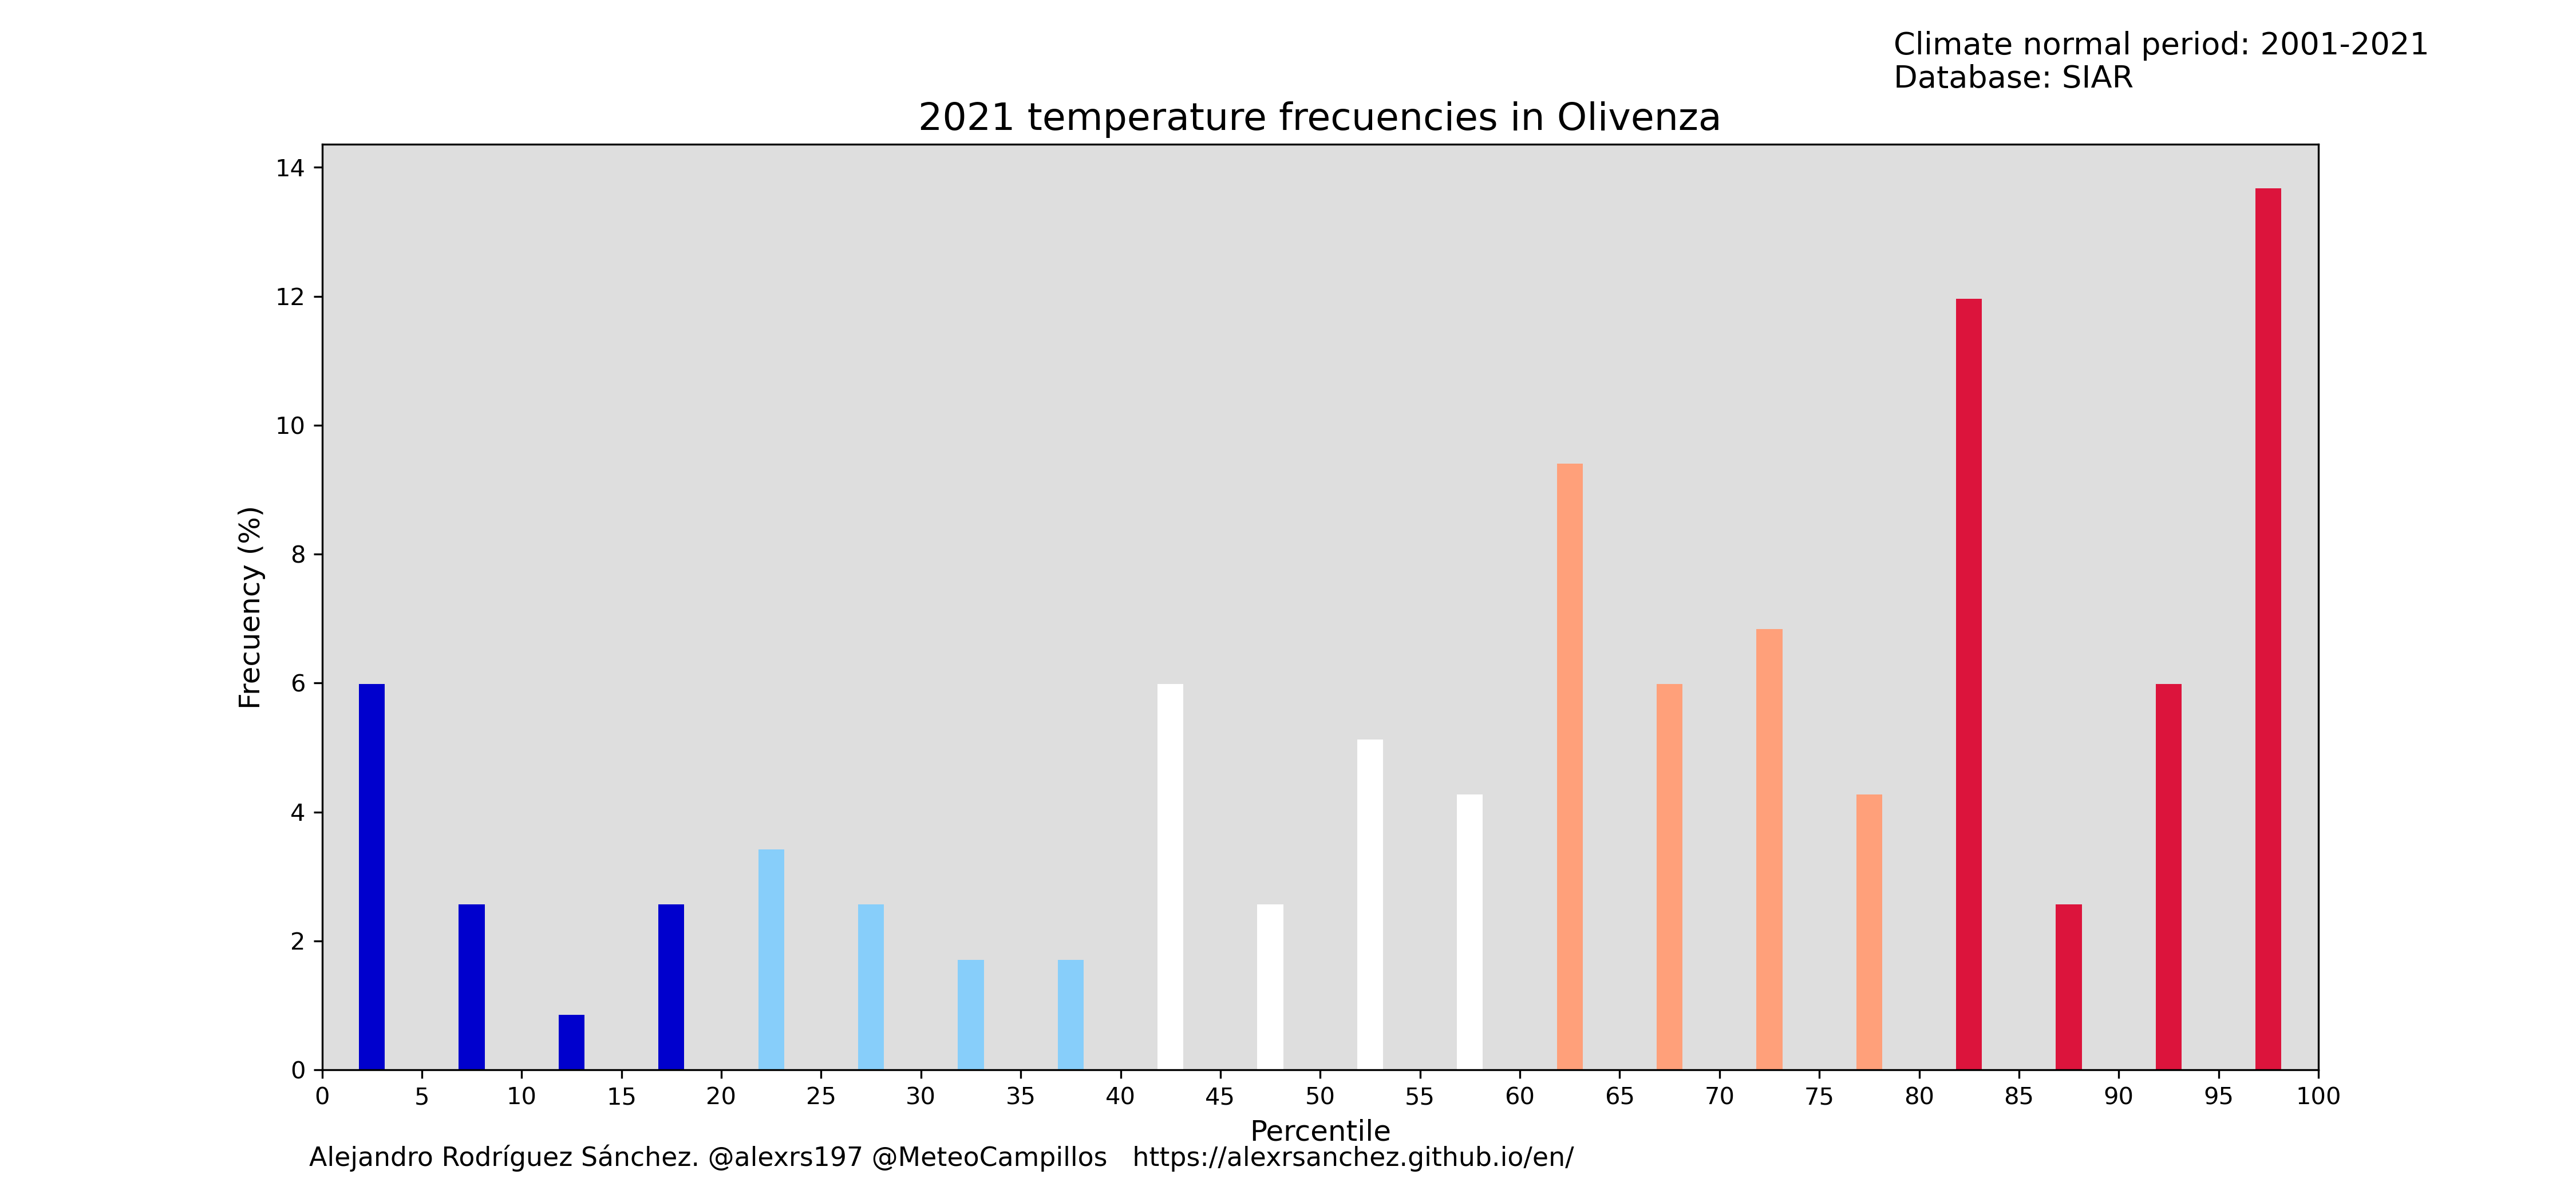 Climate normal period: 2001-2021
Database: SIAR
2021 temperature frecuencies in Olivenza
14
12
10
8
6
4
2
0
Frecuency (%)
0 5 10 15 20 25 30 35 40 45 50 55 60 65 70 75 80 85 90 95 100
Percentile
Alejandro Rodríguez Sánchez. @alexrs197 @MeteoCampillos https://alexrsanchez.github.io/en/